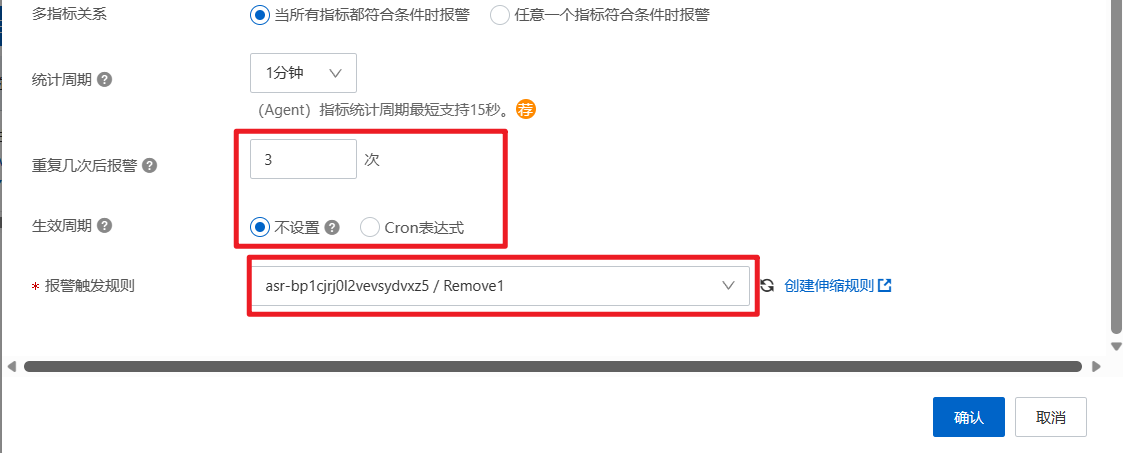 多指标关系 当所有指标都符合条件时报警 任意一个指标符合条件时报警
统计周期 ? 1分钟
（Agent）指标统计周期最短支持15秒。荐
重复几次后报警 ? 3 次
生效周期 ? 不设置 ? Cron表达式
* 报警触发规则 asr-bp1cjrj0l2vevsydvxz5 / Remove1 创建伸缩规则
确认 取消